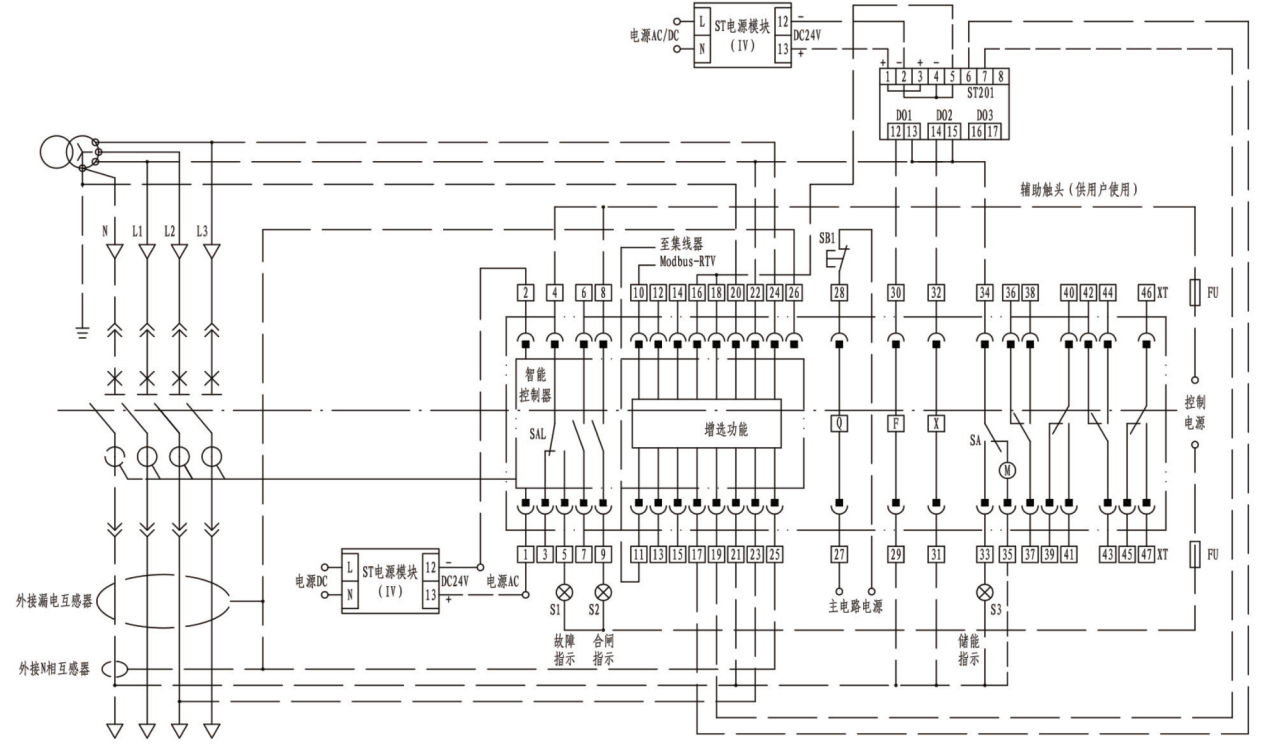 电源AC/DC
L
N
ST电源模块
(IV)
12
13
-
+
DC24V
+ - + -
1 2 3 4 5 6 7 8
ST201
DO1 DO2 DO3
12 13 14 15 16 17
辅助触头(供用户使用)
N L1 L2 L3
至集线器
Modbus-RTV
SB1
2 4 6 8 10 12 14 16 18 20 22 24 26 28 30 32 34 36 38 40 42 44 46 XT
FU
智能
控制器
SAL
增选功能
Q F X
SA
M
控制
电源
1 3 5 7 9 11 13 15 17 19 21 23 25 27 29 31 33 35 37 39 41 43 45 47 XT
FU
电源DC
L
N
ST电源模块
(IV)
12
13
-
+
DC24V
电源AC
S1 S2
主电路电源
S3
外接漏电互感器
故障
指示
合闸
指示
储能
指示
外接N相互感器